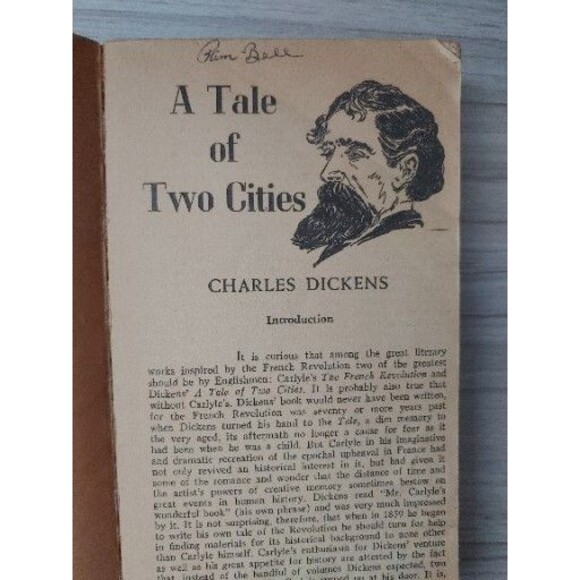 Bell
A Tale
of
Two Cities
CHARLES DICKENS
Introduction
It is curious that among the great literary
works inspired by the French Revolution two of the greatest
should be by Englishmen: Carlyle's The French Revolution and
Dickens' A Tale of Two Cities. It is probably also true that
without Carlyle's, Dickens' book would never have been written,
for the French Revolution was seventy or more years past
when Dickens turned his hand to the Tale, a dim memory to
the very aged, its aftermath no longer a cause for fear as it
had been when he was a child. But Carlyle in his imaginative
and dramatic recreation of the epochal upheaval in France had
not only revived an historical interest in it, but had given it
some of the romance and wonder that the distance of time and
the artist's powers of creative memory sometimes bestow on
great events in human history. Dickens read "Mr. Carlyle's
wonderful book" (his own phrase) and was very much impressed
by it. It is not surprising, therefore, that when in 1859 he began
to write his own tale of the Revolution he should turn for help
in finding materials for its historical background to none other
than Carlyle himself. Carlyle's enthusiasm for Dickens' venture
as well as his great appetite for history are attested by the fact
that instead of the handful of volumes Dickens expected, two
up at his door. It is,